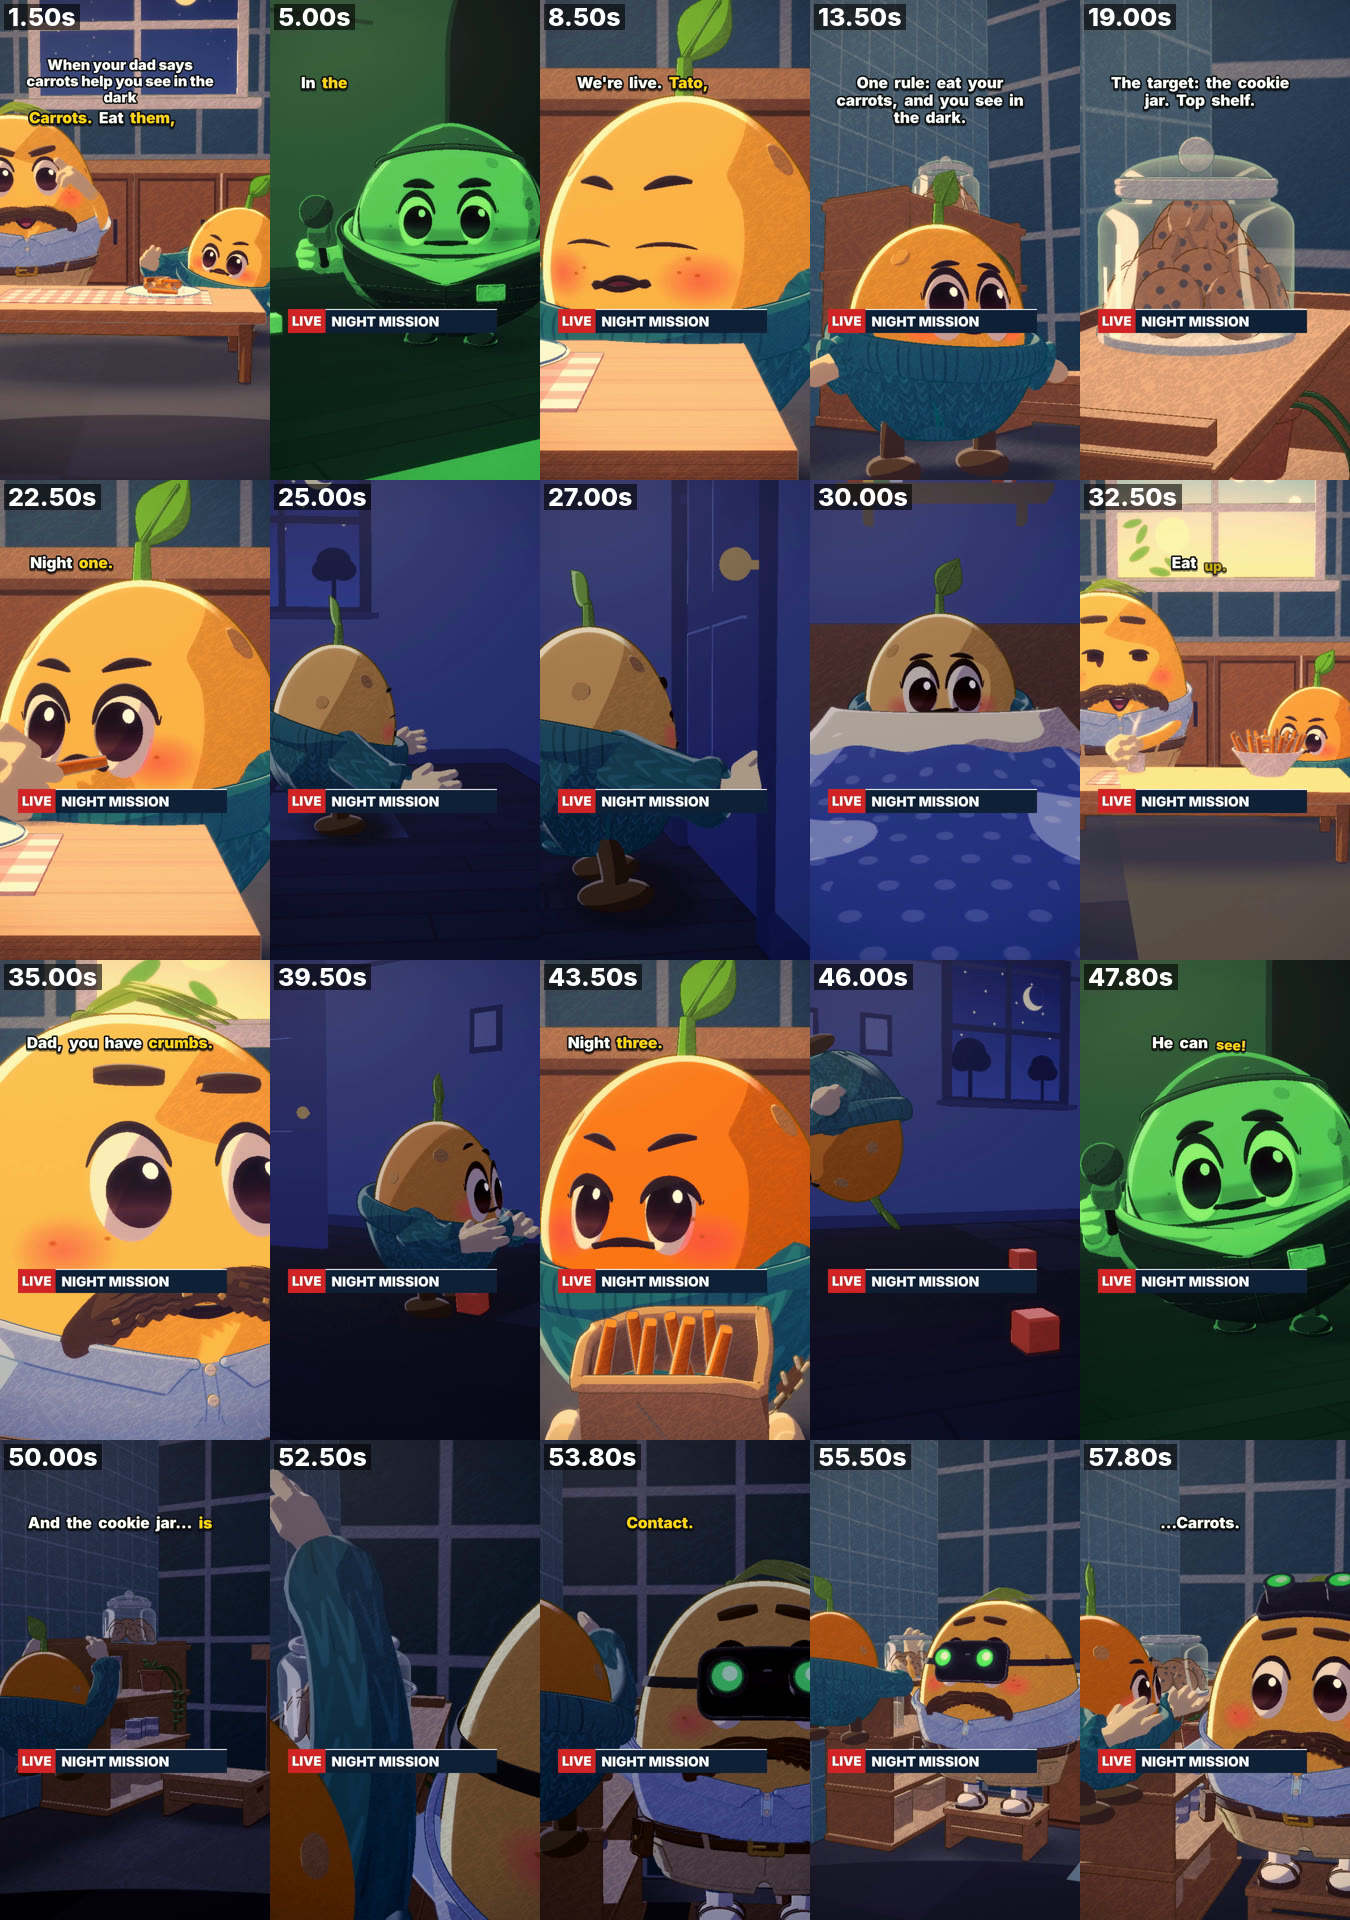 1.50s
When your dad says
carrots help you see in the
dark
Carrots. Eat them,
5.00s
In the
LIVE NIGHT MISSION
8.50s
We're live. Tato,
LIVE NIGHT MISSION
13.50s
One rule: eat your
carrots, and you see in
the dark.
LIVE NIGHT MISSION
19.00s
The target: the cookie
jar. Top shelf.
LIVE NIGHT MISSION
22.50s
Night one.
LIVE NIGHT MISSION
25.00s
LIVE NIGHT MISSION
27.00s
LIVE NIGHT MISSION
30.00s
LIVE NIGHT MISSION
32.50s
Eat up.
LIVE NIGHT MISSION
35.00s
Dad, you have crumbs.
LIVE NIGHT MISSION
39.50s
LIVE NIGHT MISSION
43.50s
Night three.
LIVE NIGHT MISSION
46.00s
LIVE NIGHT MISSION
47.80s
He can see!
LIVE NIGHT MISSION
50.00s
And the cookie jar... is
LIVE NIGHT MISSION
52.50s
LIVE NIGHT MISSION
53.80s
Contact.
LIVE NIGHT MISSION
55.50s
LIVE NIGHT MISSION
57.80s
...Carrots.
LIVE NIGHT MISSION